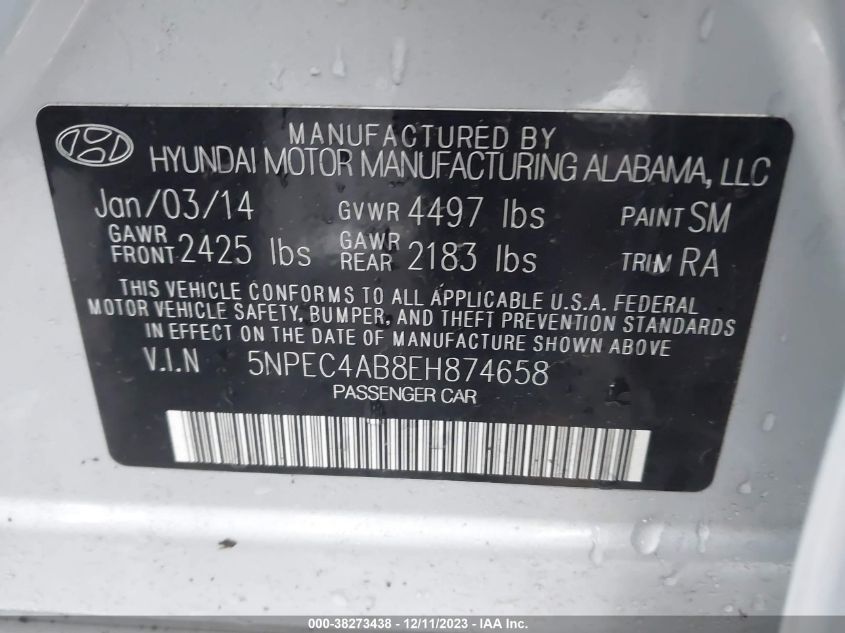 MANUFACTURED BY
HYUNDAI MOTOR MANUFACTURING ALABAMA, LLC
Jan/03/14 GVWR 4497 lbs PAINT SM
GAWR FRONT 2425 lbs GAWR REAR 2183 lbs TRIM RA
THIS VEHICLE CONFORMS TO ALL APPLICABLE U.S.A. FEDERAL
MOTOR VEHICLE SAFETY, BUMPER, AND THEFT PREVENTION STANDARDS
IN EFFECT ON THE DATE OF MANUFACTURE SHOWN ABOVE.
V.I.N 5NPEC4AB8EH874658
PASSENGER CAR
000-38273438 - 12/11/2023 - IAA Inc.